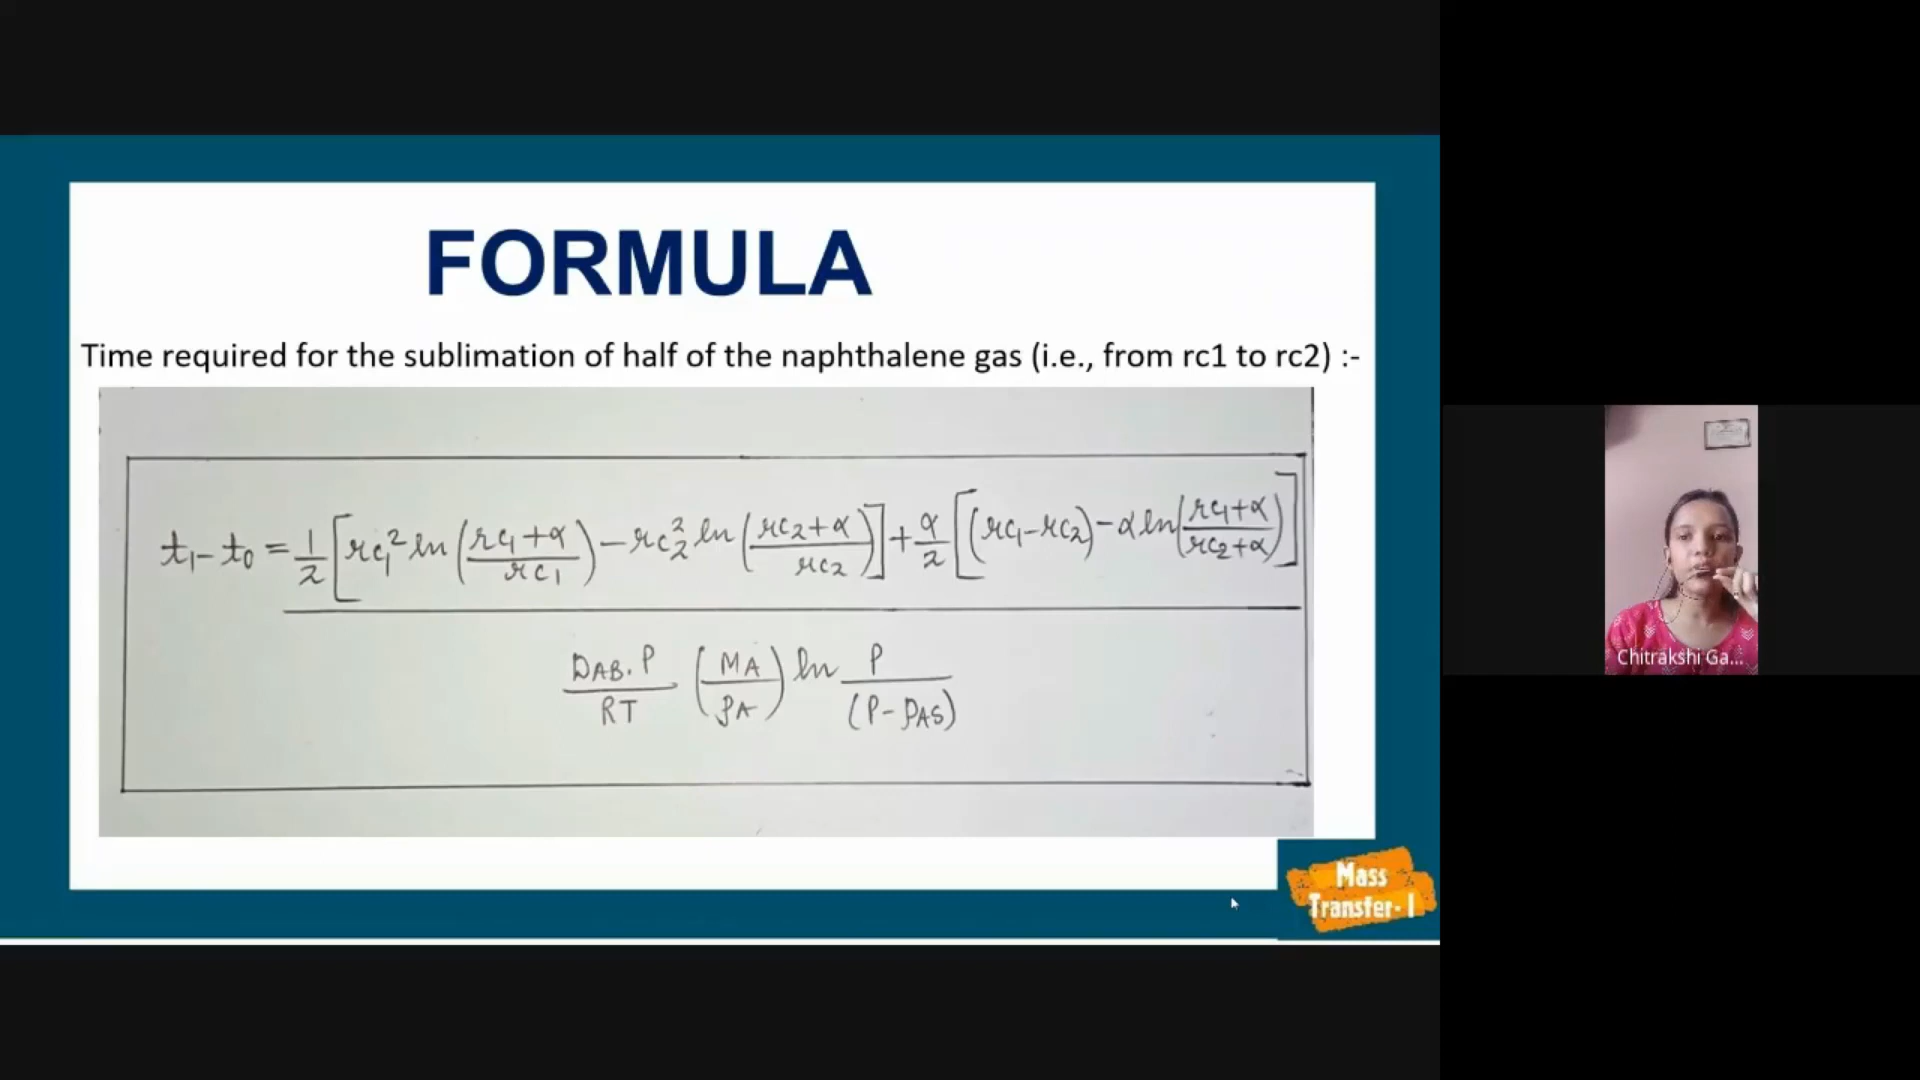 FORMULA
Time required for the sublimation of half of the naphthalene gas (i.e., from rc1 to rc2) :-
t₁ - t₀ = 1/2 [rc₁² ln((rc₁+α)/rc₁) - rc₂² ln((rc₂+α)/rc₂)] + α/2 [(rc₁-rc₂) - α ln((rc₁+α)/(rc₂+α))]
DAB.P/RT (MA/ρA) ln P/(P-PAS)
Mass
Transfer-I
Chitrakshi Ga...